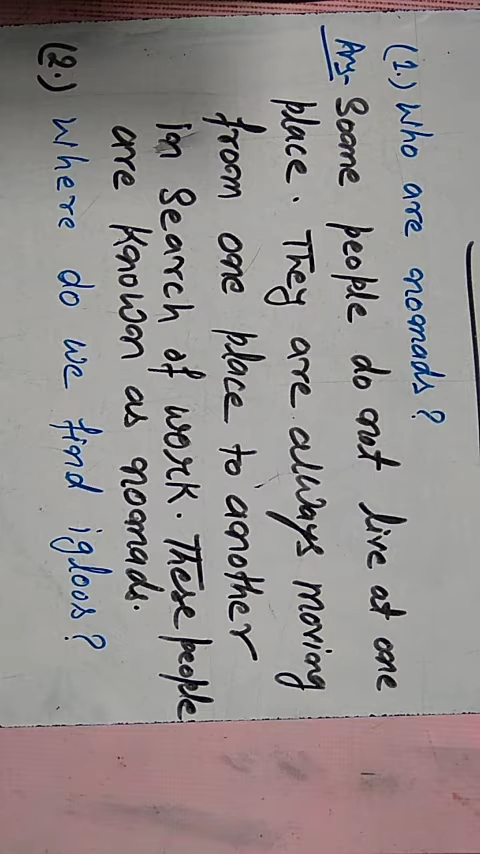 (1.) Who are nomads?
Ans- Some people do not live at one
place. They are always moving
from one place to another
in Search of work. These people
are known as nomads.
(2.) Where do we find igloos?